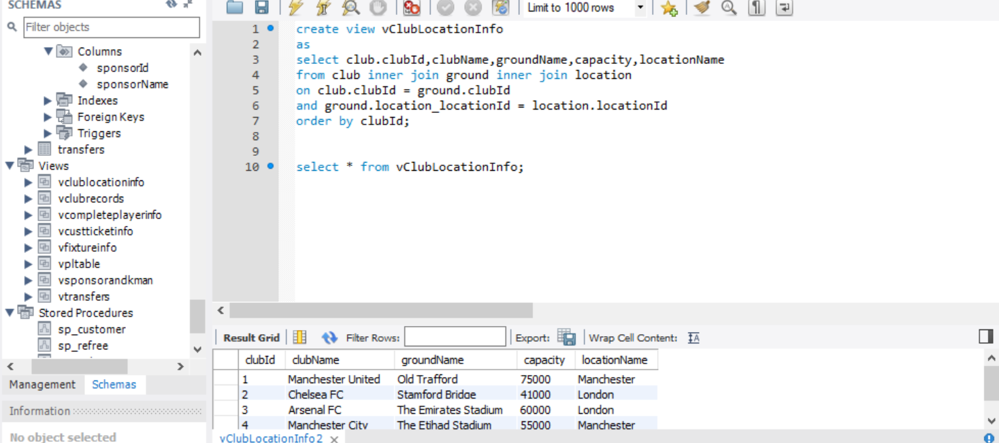 SCHEMAS
Limit to 1000 rows
Filter objects
Columns
sponsorId
sponsorName
Indexes
Foreign Keys
Triggers
transfers
Views
vclublocationinfo
vclubrecords
vcompleteplayerinfo
vcustticketinfo
vfixtureinfo
vpltable
vsponsorandkman
vtransfers
Stored Procedures
sp_customer
sp_refree
Management Schemas
Information
No object selected
1 create view vClubLocationInfo
2 as
3 select club.clubId,clubName,groundName,capacity,locationName
4 from club inner join ground inner join location
5 on club.clubId = ground.clubId
6 and ground.location_locationId = location.locationId
7 order by clubId;
8
9
10 select * from vClubLocationInfo;
Result Grid Filter Rows: Export: Wrap Cell Content: IA
clubId clubName groundName capacity locationName
1 Manchester United Old Trafford 75000 Manchester
2 Chelsea FC Stamford Bridge 41000 London
3 Arsenal FC The Emirates Stadium 60000 London
4 Manchester City The Etihad Stadium 55000 Manchester
vClubLocationInfo2